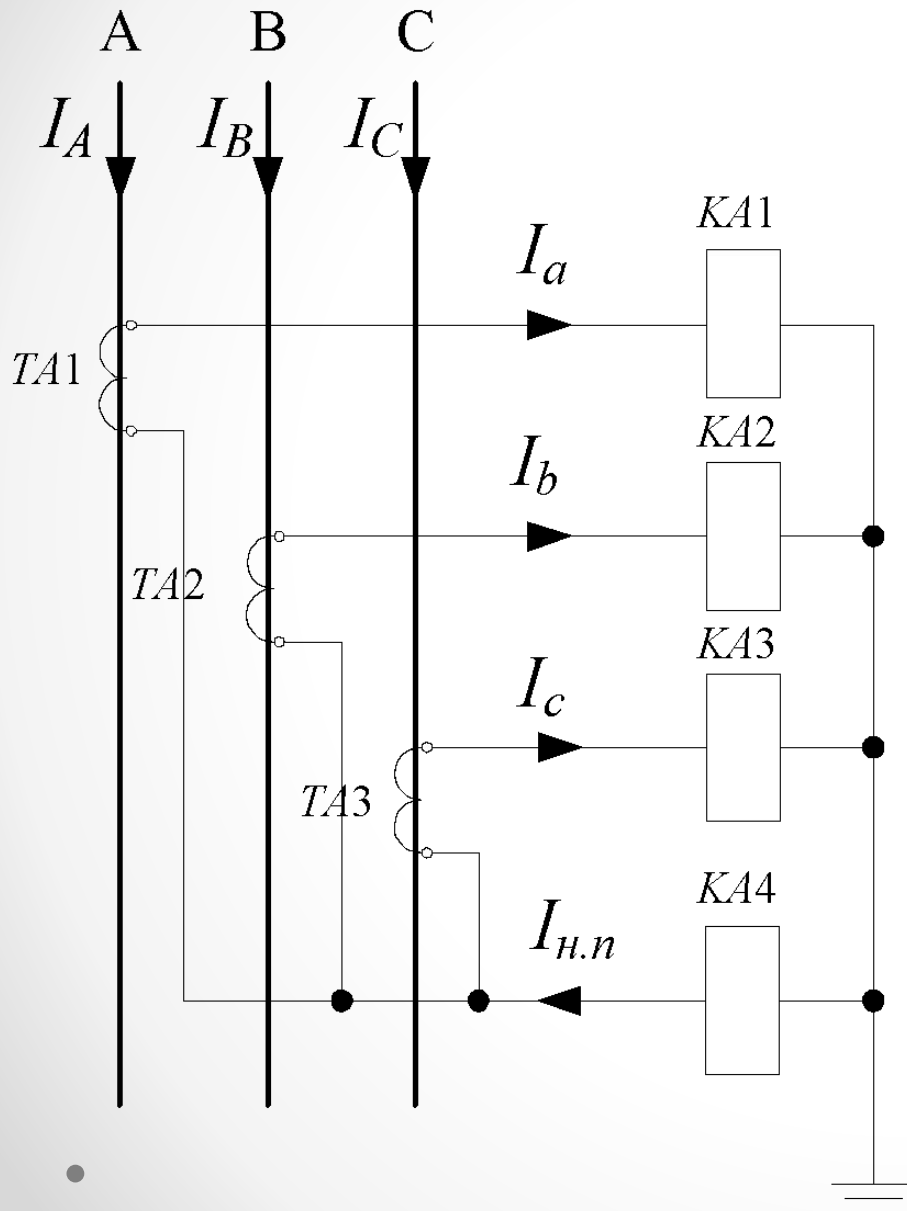 A B C
I_A I_B I_C
KA1
I_a
TA1
KA2
I_b
TA2
KA3
I_c
TA3
KA4
I_н.п